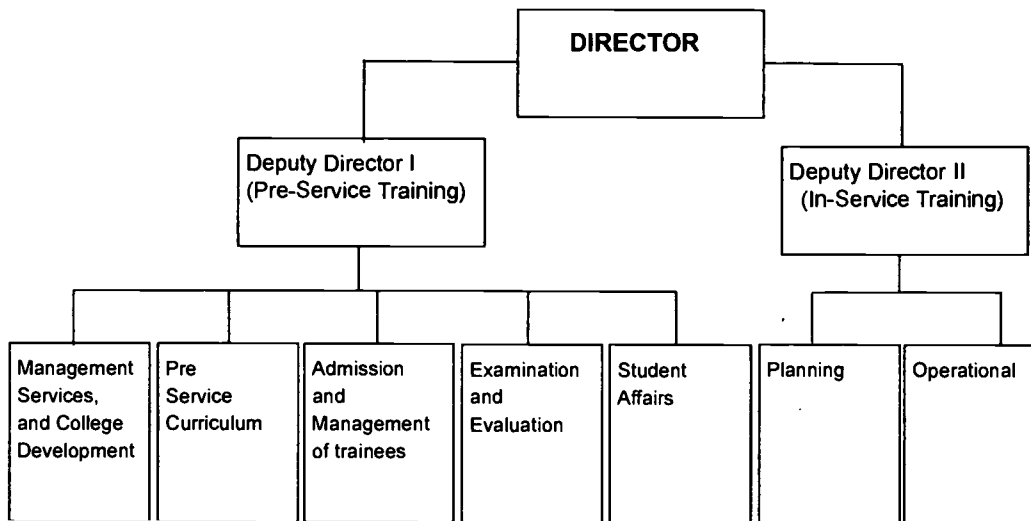 DIRECTOR
Deputy Director I
(Pre-Service Training)
Deputy Director II
(In-Service Training)
Management
Services,
and College
Development
Pre
Service
Curriculum
Admission
and
Management
of trainees
Examination
and
Evaluation
Student
Affairs
Planning
Operational